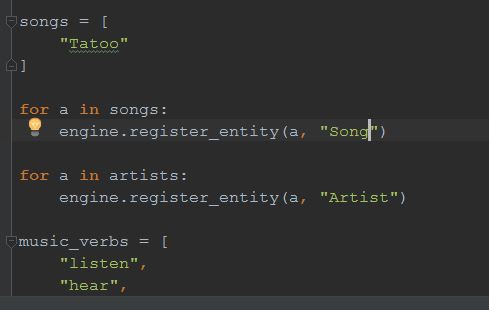 songs = [
    "Tatoo"
]
for a in songs:
    engine.register_entity(a, "Song")
for a in artists:
    engine.register_entity(a, "Artist")
music_verbs = [
    "listen",
    "hear",